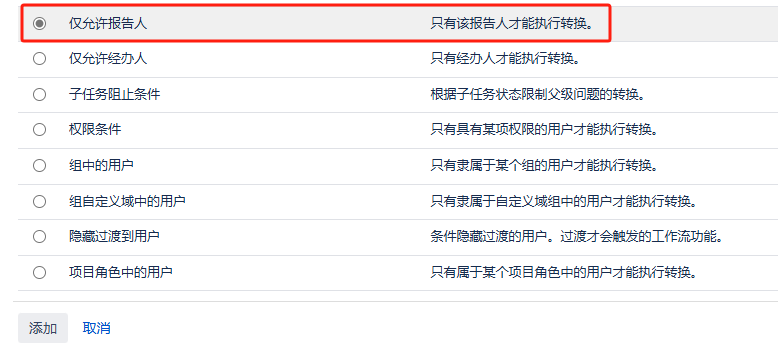 仅允许报告人 只有该报告人才能执行转换。
仅允许经办人 只有经办人才能执行转换。
子任务阻止条件 根据子任务状态限制父级问题的转换。
权限条件 只有具有某项权限的用户才能执行转换。
组中的用户 只有隶属于某个组的用户才能执行转换。
组自定义域中的用户 只有隶属于自定义域组中的用户才能执行转换。
隐藏过渡到用户 条件隐藏过渡的用户。过渡才会触发的工作流功能。
项目角色中的用户 只有属于某个项目角色中的用户才能执行转换。
添加 取消